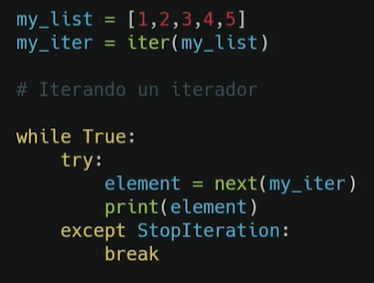 my_list = [1,2,3,4,5]
my_iter = iter(my_list)
# Iterando un iterador
while True:
    try:
        element = next(my_iter)
        print(element)
    except StopIteration:
        break